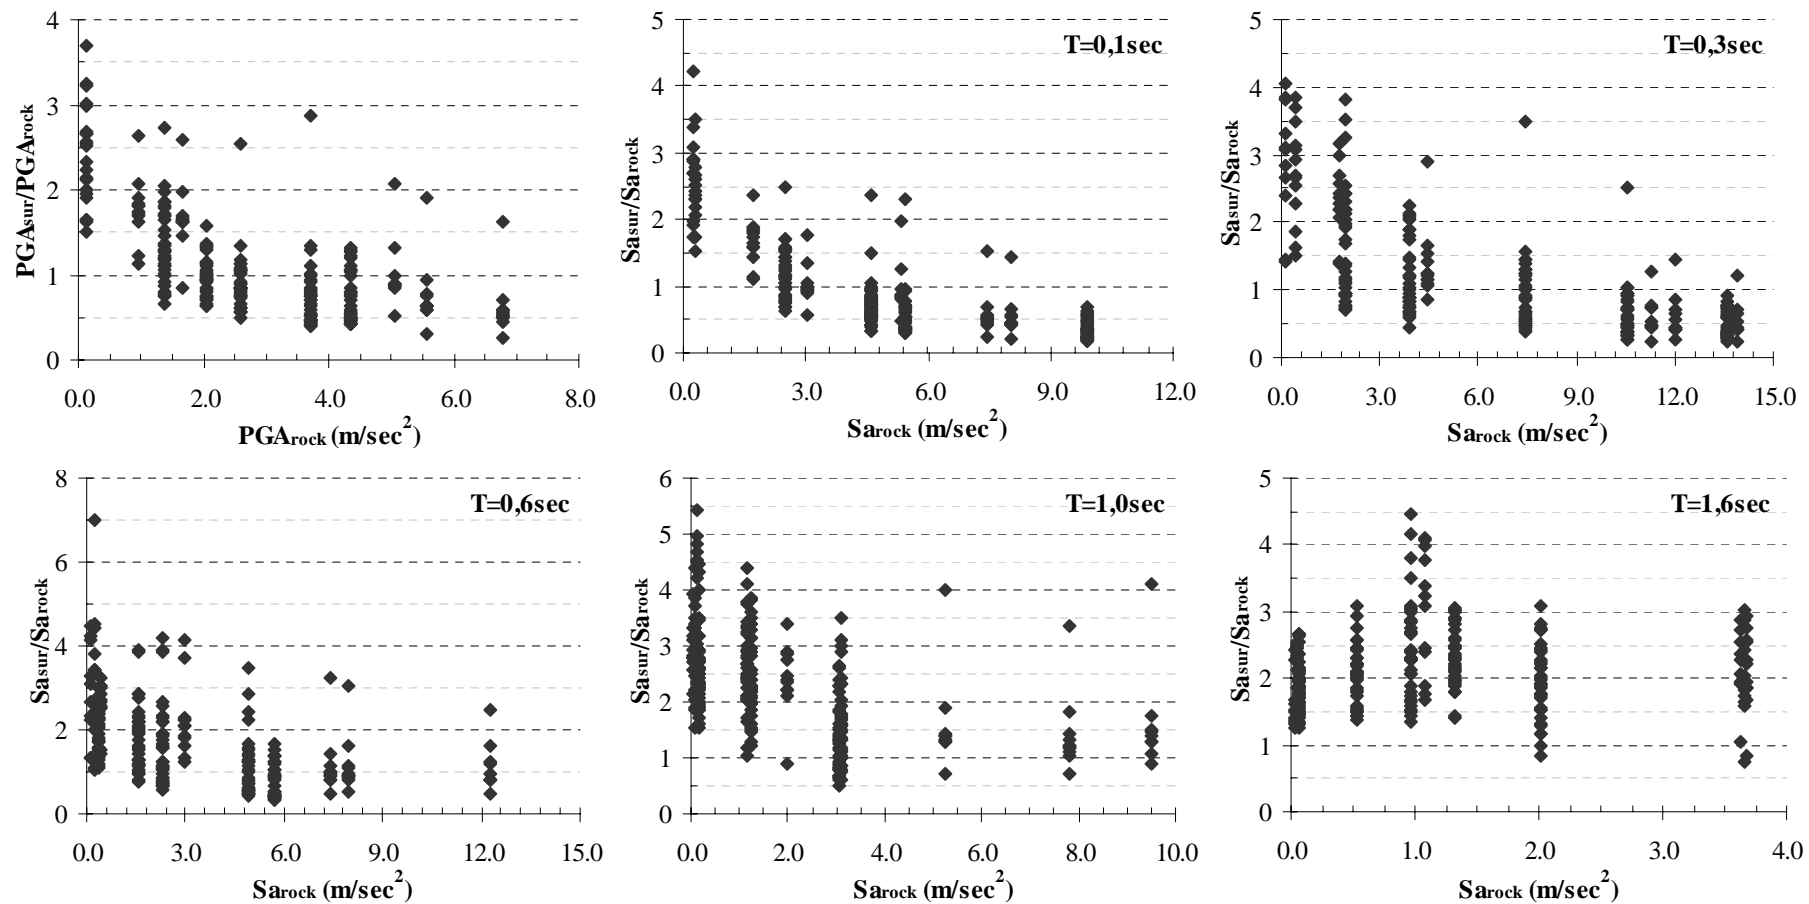 4
3
2
1
0
PGAsur/PGArock
0.0 2.0 4.0 6.0 8.0
PGArock (m/sec²)
T=0,1sec
5
4
3
2
1
0
Sasur/Sarock
0.0 3.0 6.0 9.0 12.0
Sarock (m/sec²)
T=0,3sec
5
4
3
2
1
0
Sasur/Sarock
0.0 3.0 6.0 9.0 12.0 15.0
Sarock (m/sec²)
T=0,6sec
8
6
4
2
0
Sasur/Sarock
0.0 3.0 6.0 9.0 12.0 15.0
Sarock (m/sec²)
T=1,0sec
6
5
4
3
2
1
0
Sasur/Sarock
0.0 2.0 4.0 6.0 8.0 10.0
Sarock (m/sec²)
T=1,6sec
5
4
3
2
1
0
Sasur/Sarock
0.0 1.0 2.0 3.0 4.0
Sarock (m/sec²)